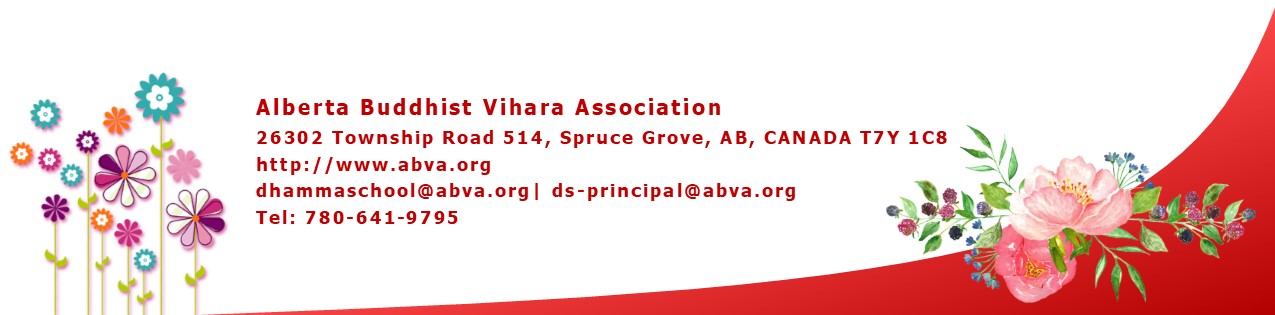 Alberta Buddhist Vihara Association
26302 Township Road 514, Spruce Grove, AB, CANADA T7Y 1C8
http://www.abva.org
dhammaschool@abva.org| ds-principal@abva.org
Tel: 780-641-9795